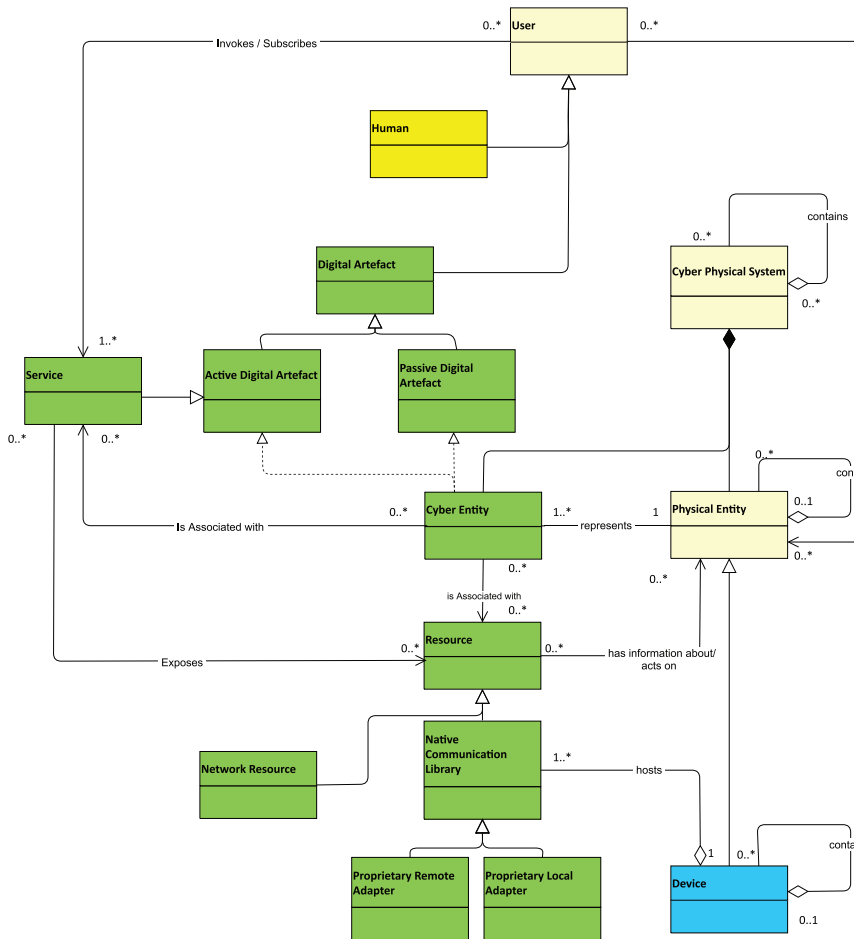 0..*
User
0..*
Invokes / Subscribes
Human
contains
0..*
Digital Artefact
Cyber Physical System
0..*
1..*
Service
Active Digital Artefact
Passive Digital
Artefact
0..*
0..*
0..*
con
0..*
Cyber Entity
1..*
1
Physical Entity
0..1
Is Associated with
represents
0..*
0..*
0..*
is Associated with
0..*
0..*
Resource
0..*
has information about/
acts on
Exposes
Native
Communication
Library
Network Resource
1..*
hosts
1
0..*
conta
Proprietary Remote
Adapter
Proprietary Local
Adapter
Device
0..1